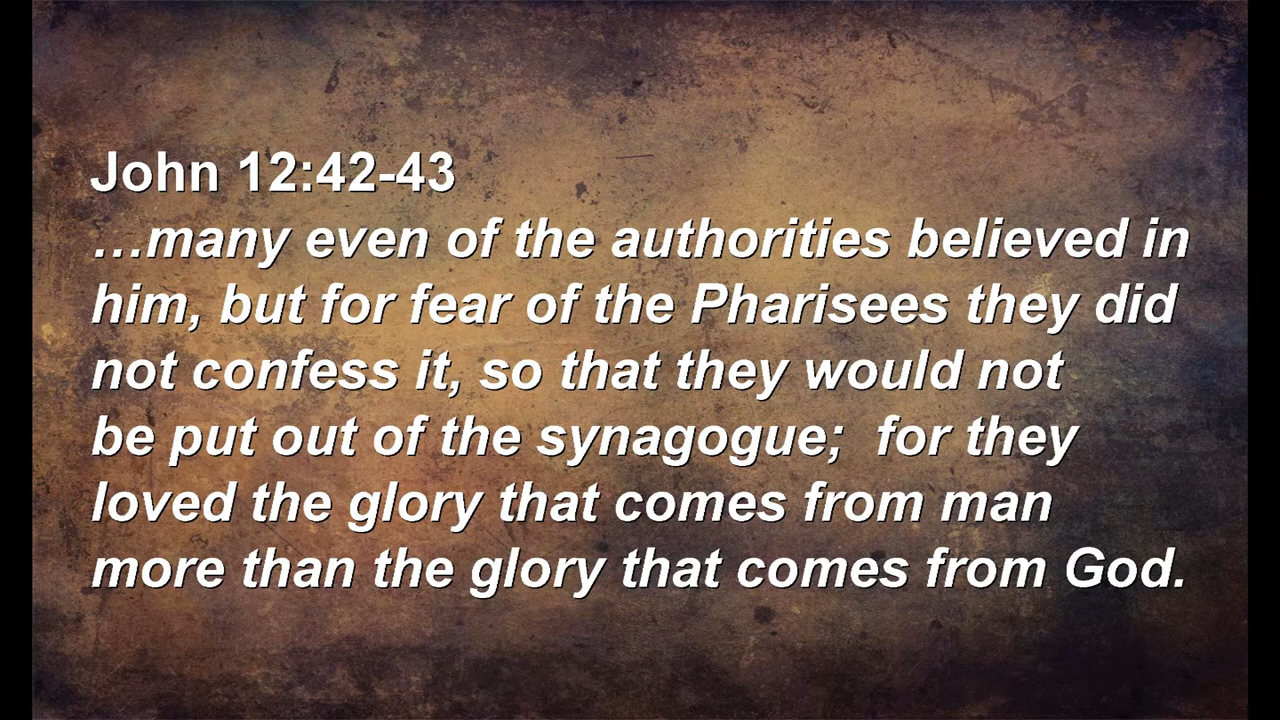 John 12:42-43
…many even of the authorities believed in
him, but for fear of the Pharisees they did
not confess it, so that they would not
be put out of the synagogue;  for they
loved the glory that comes from man
more than the glory that comes from God.